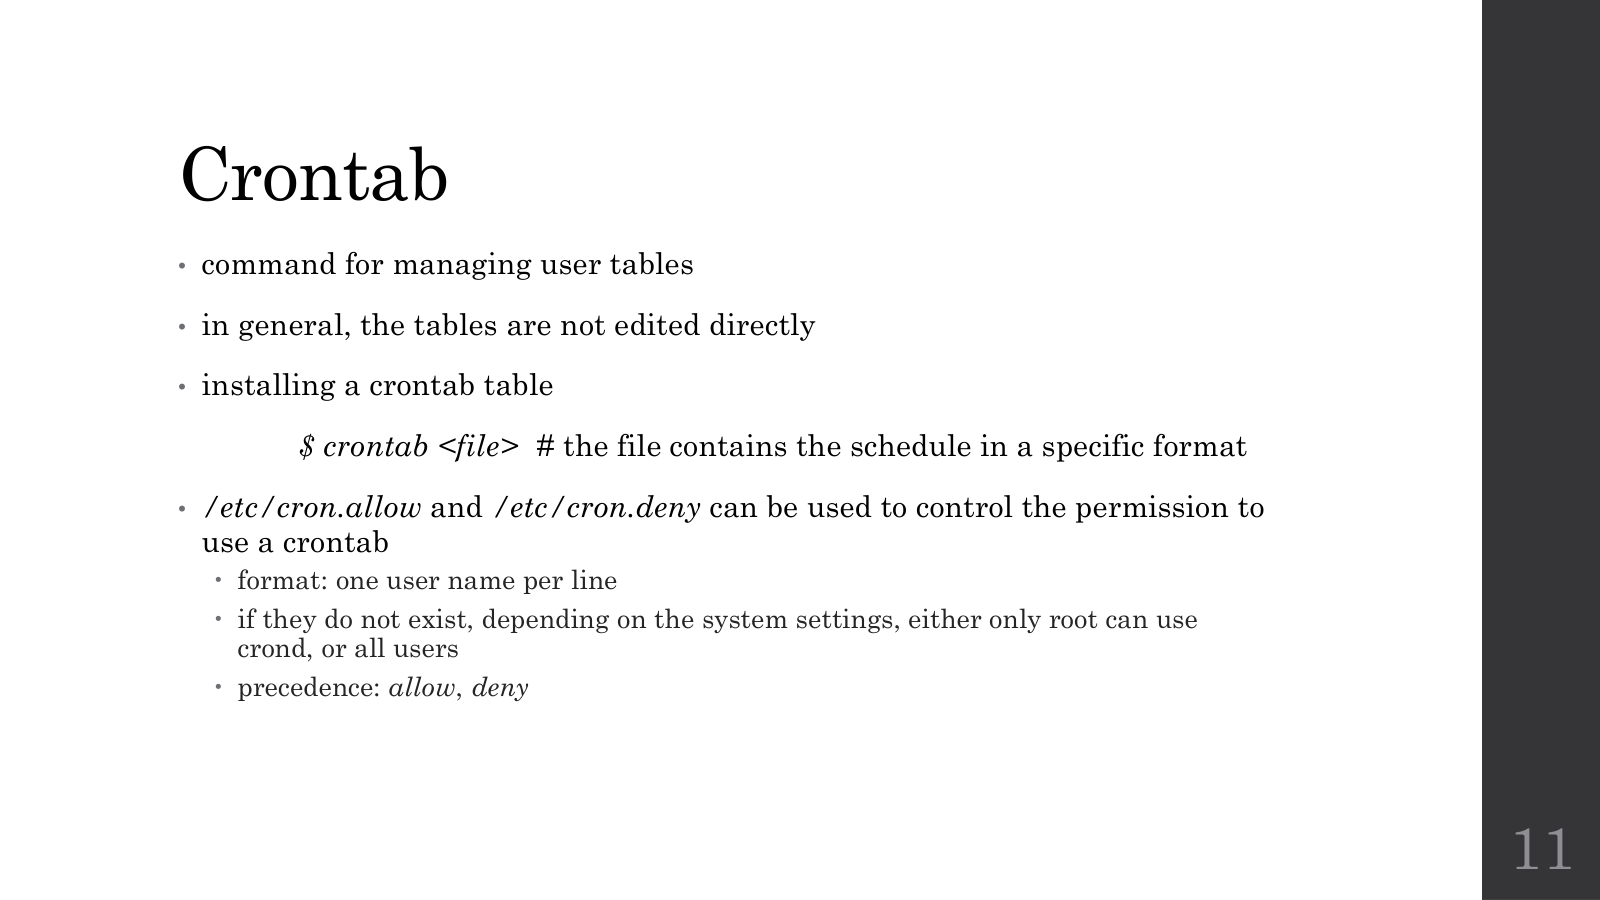 Crontab
• command for managing user tables
• in general, the tables are not edited directly
• installing a crontab table
$ crontab <file> # the file contains the schedule in a specific format
• /etc/cron.allow and /etc/cron.deny can be used to control the permission to
use a crontab
• format: one user name per line
• if they do not exist, depending on the system settings, either only root can use
crond, or all users
• precedence: allow, deny
11